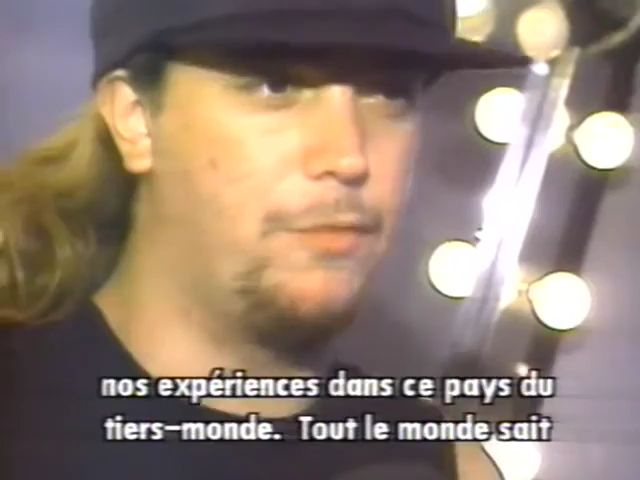 nos expériences dans ce pays du
tiers-monde. Tout le monde sait